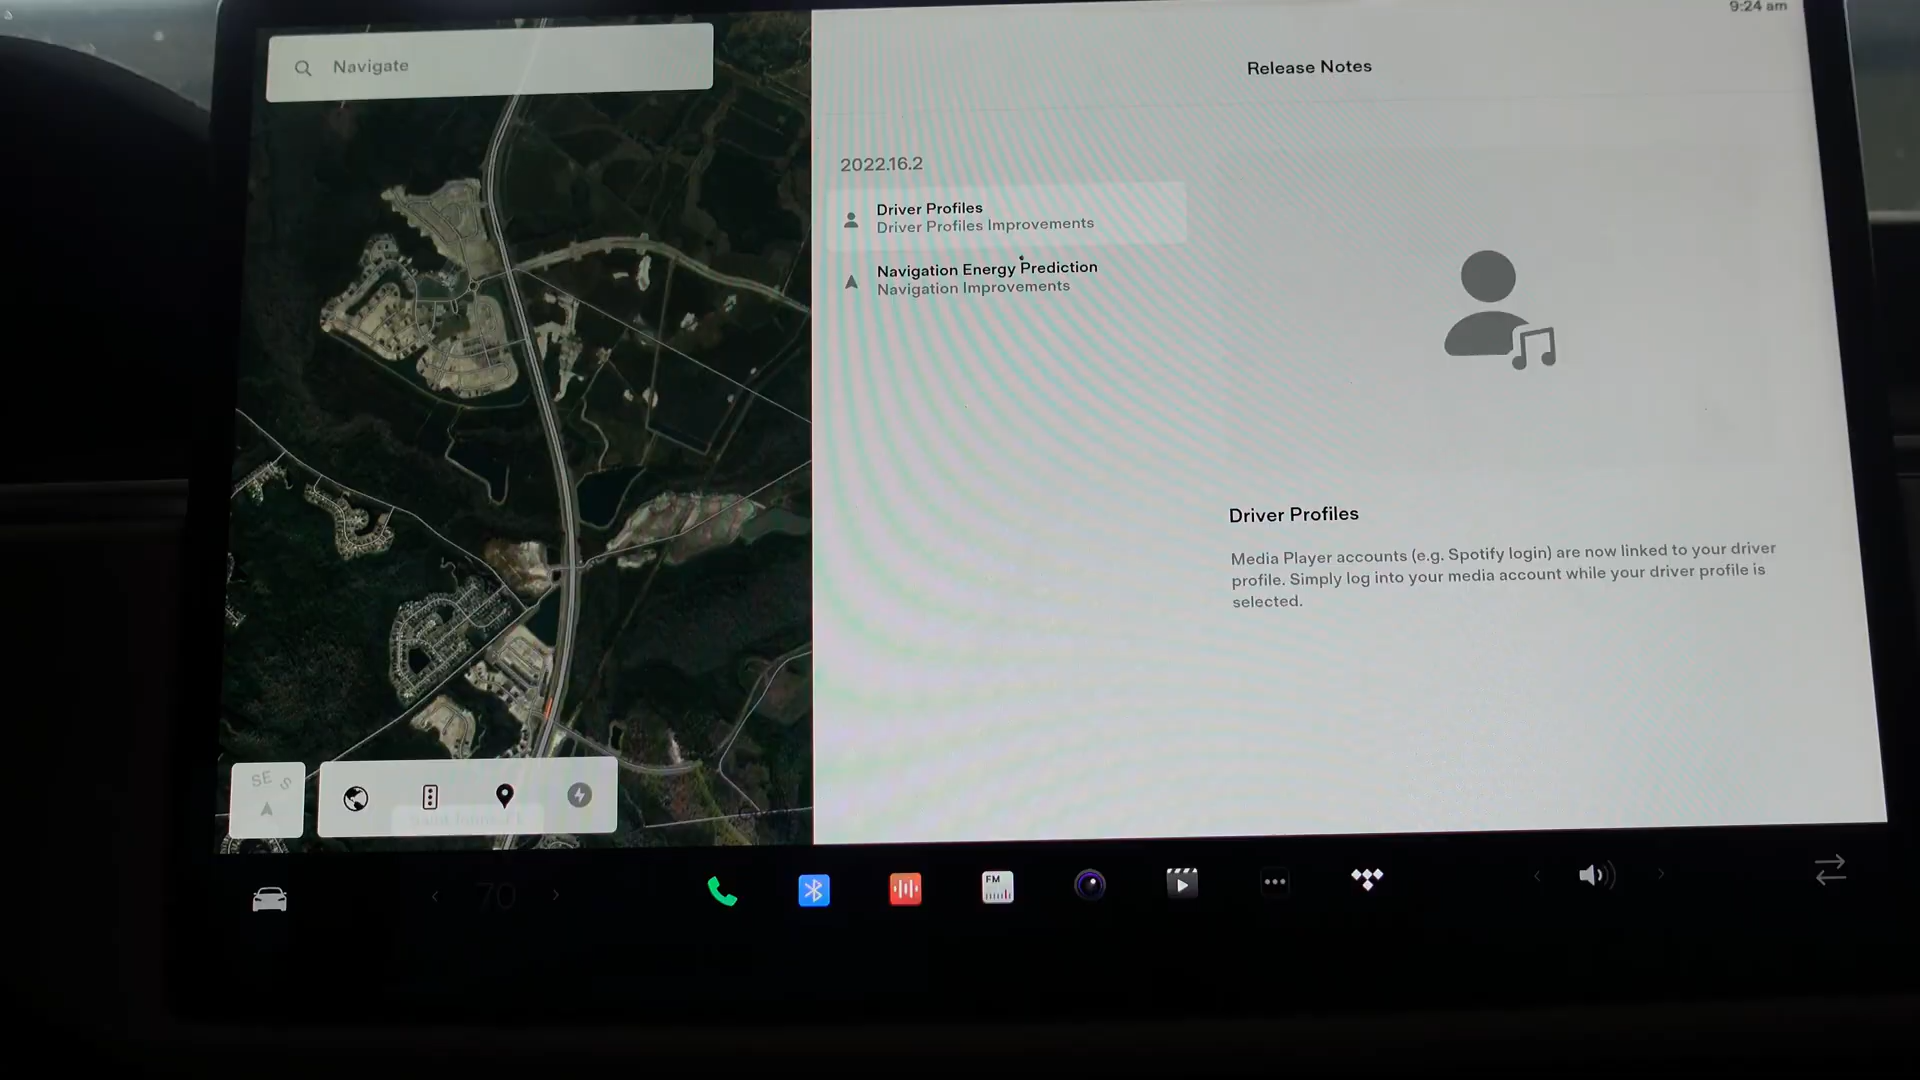 9:24 am
Navigate
Release Notes
2022.16.2
Driver Profiles
Driver Profiles Improvements
Navigation Energy Prediction
Navigation Improvements
Driver Profiles
Media Player accounts (e.g. Spotify login) are now linked to your driver
profile. Simply log into your media account while your driver profile is
selected.
SE S
70
FM